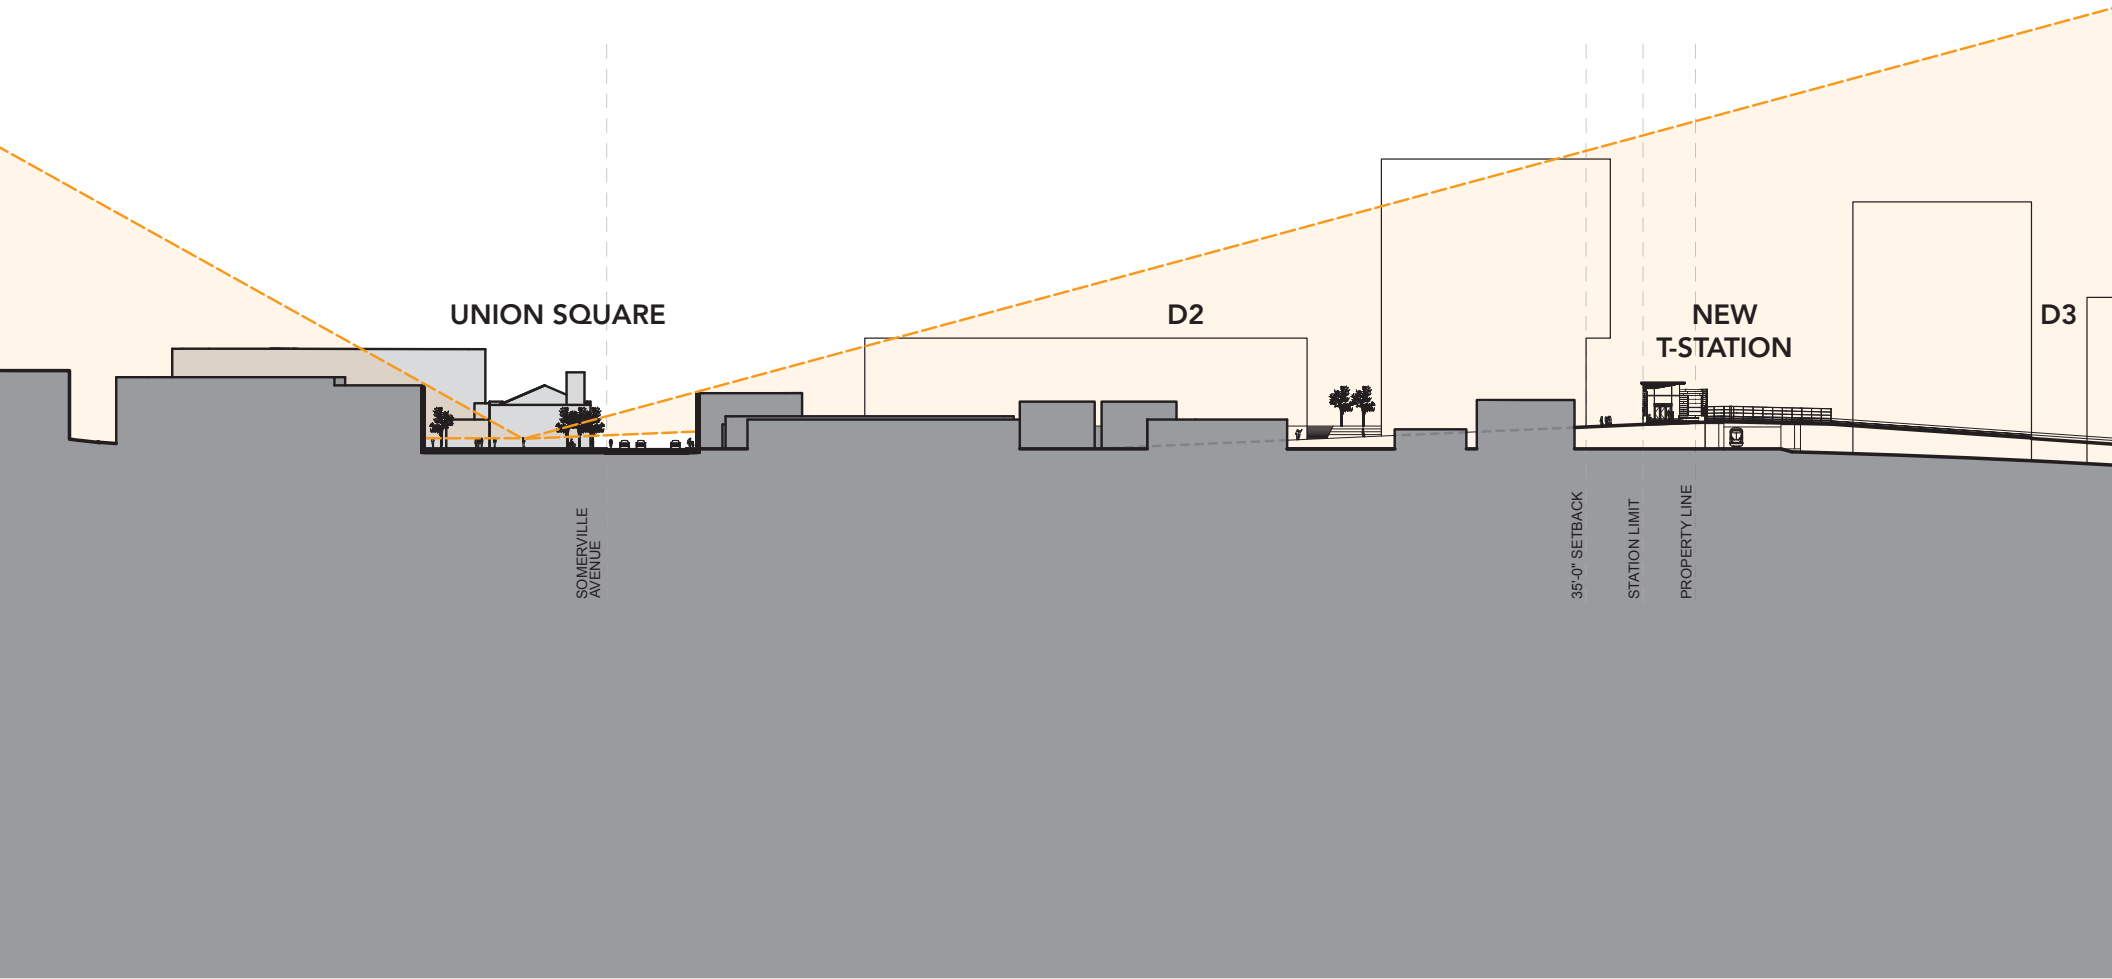 UNION SQUARE
D2
NEW
T-STATION
D3
SOMERVILLE
AVENUE
35'-0" SETBACK
STATION LIMIT
PROPERTY LINE